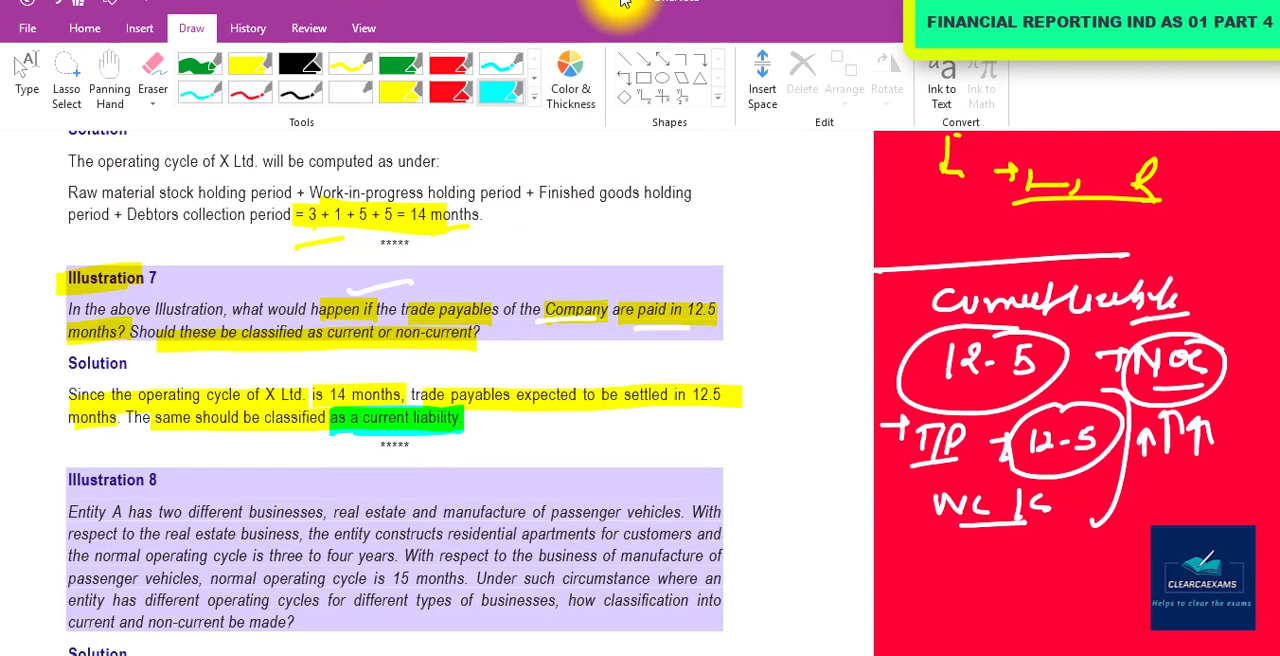 FINANCIAL REPORTING IND AS 01 PART 4
File Home Insert Draw History Review View
Type Lasso Select Panning Hand Eraser
Color & Thickness
Insert Space Delete Arrange Rotate
Ink to Text Ink to Math
Tools Shapes Edit Convert
Solution
The operating cycle of X Ltd. will be computed as under:
Raw material stock holding period + Work-in-progress holding period + Finished goods holding
period + Debtors collection period = 3 + 1 + 5 + 5 = 14 months.
*****
Illustration 7
In the above Illustration, what would happen if the trade payables of the Company are paid in 12.5
months? Should these be classified as current or non-current?
Solution
Since the operating cycle of X Ltd. is 14 months, trade payables expected to be settled in 12.5
months. The same should be classified as a current liability.
*****
Illustration 8
Entity A has two different businesses, real estate and manufacture of passenger vehicles. With
respect to the real estate business, the entity constructs residential apartments for customers and
the normal operating cycle is three to four years. With respect to the business of manufacture of
passenger vehicles, normal operating cycle is 15 months. Under such circumstance where an
entity has different operating cycles for different types of businesses, how classification into
current and non-current be made?
Solution
12-5 NOC
T/P 12-5
CLEARCAEXAMS
Helps to clear the exams